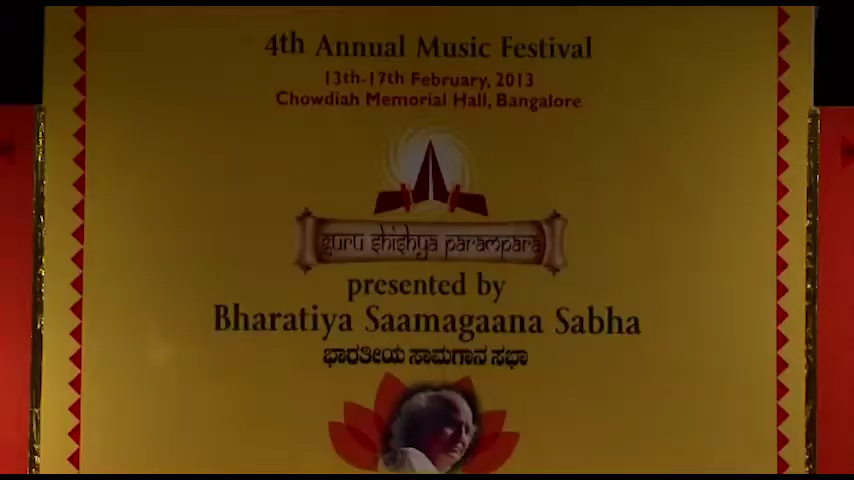 4th Annual Music Festival
13th-17th February, 2013
Chowdiah Memorial Hall, Bangalore
guru shishya parampara
presented by
Bharatiya Saamagaana Sabha
ಭಾರತೀಯ ಸಾಮಗಾನ ಸಭಾ